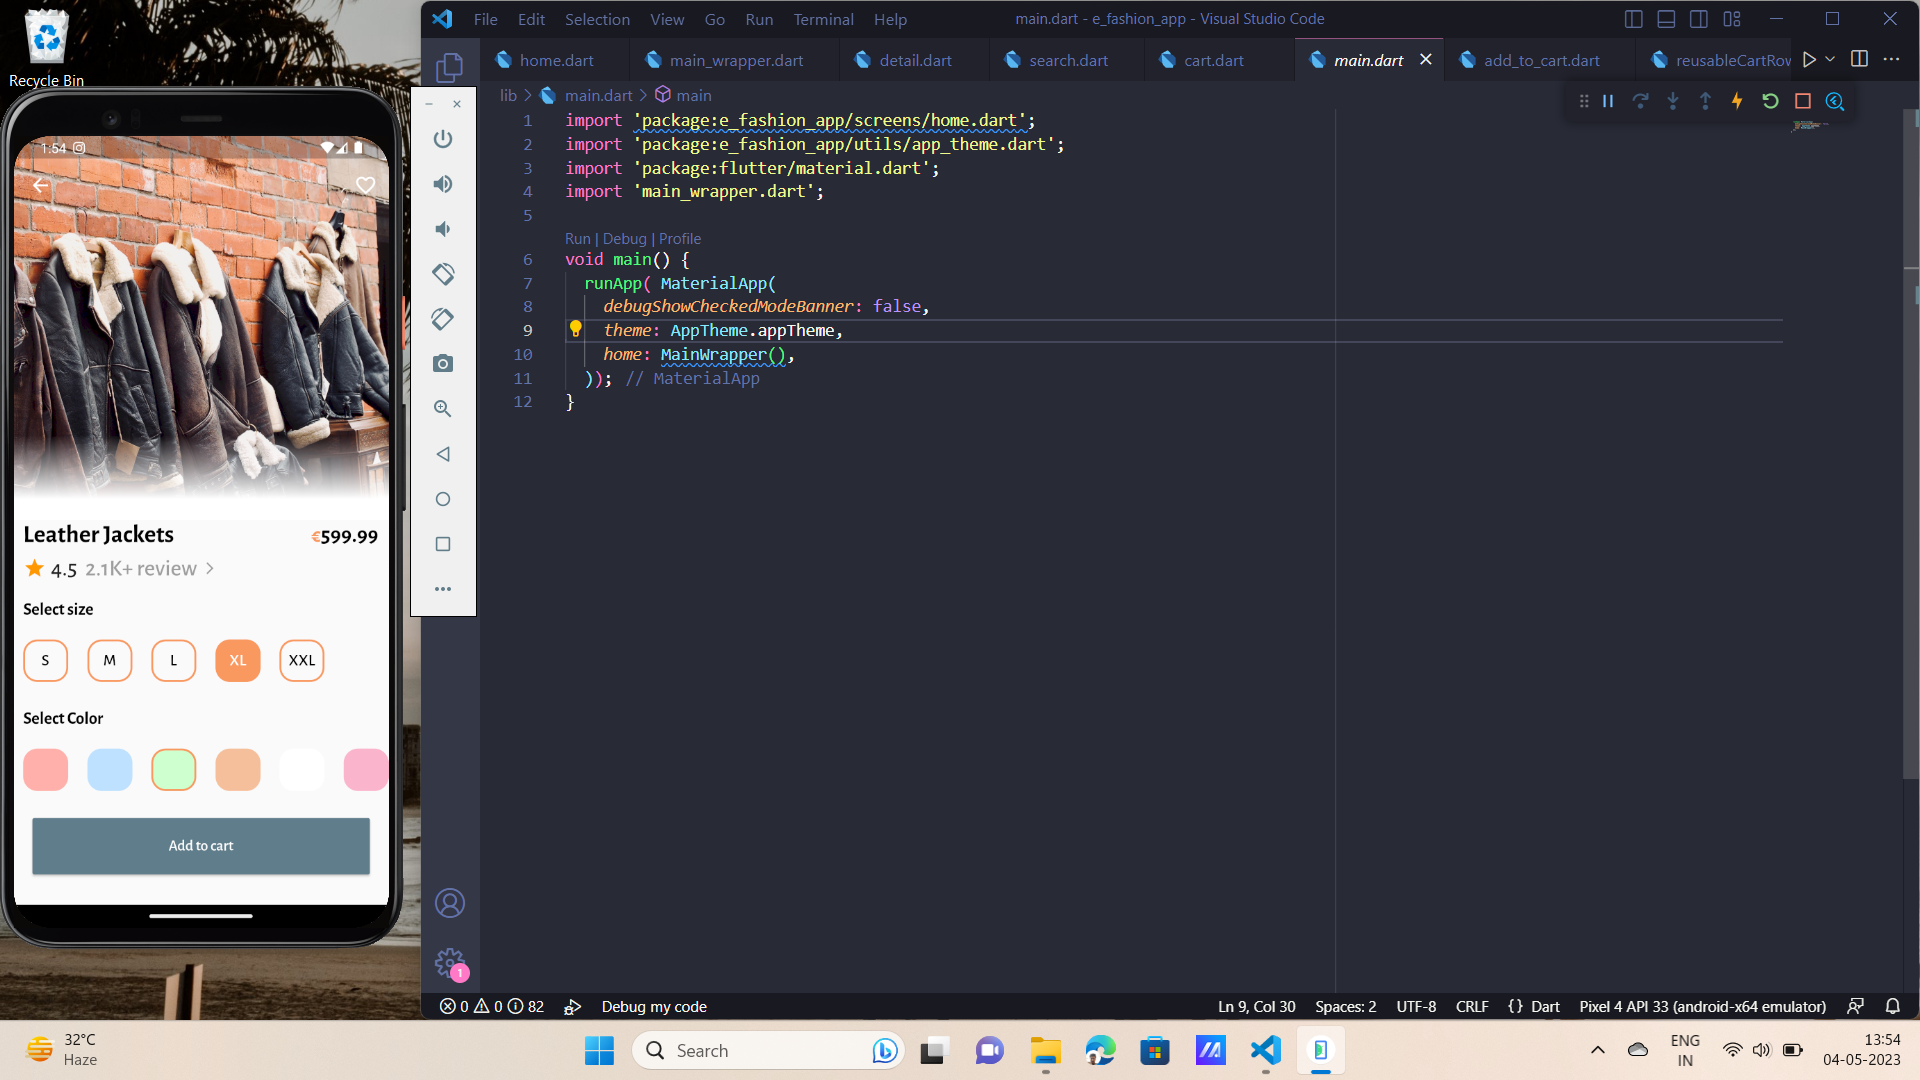 Recycle Bin
1:54
Leather Jackets
€599.99
4.5 2.1K+ review
Select size
S M L XL XXL
Select Color
Add to cart
File Edit Selection View Go Run Terminal Help
main.dart - e_fashion_app - Visual Studio Code
home.dart main_wrapper.dart detail.dart search.dart cart.dart main.dart add_to_cart.dart reusableCartRow
lib > main.dart > main
1 import 'package:e_fashion_app/screens/home.dart';
2 import 'package:e_fashion_app/utils/app_theme.dart';
3 import 'package:flutter/material.dart';
4 import 'main_wrapper.dart';
5
Run | Debug | Profile
6 void main() {
7 runApp( MaterialApp(
8 debugShowCheckedModeBanner: false,
9 theme: AppTheme.appTheme,
10 home: MainWrapper(),
11 )); // MaterialApp
12 }
1
0 0 82 Debug my code
Ln 9, Col 30 Spaces: 2 UTF-8 CRLF {} Dart Pixel 4 API 33 (android-x64 emulator)
32°C
Haze
Search
ENG
IN
13:54
04-05-2023